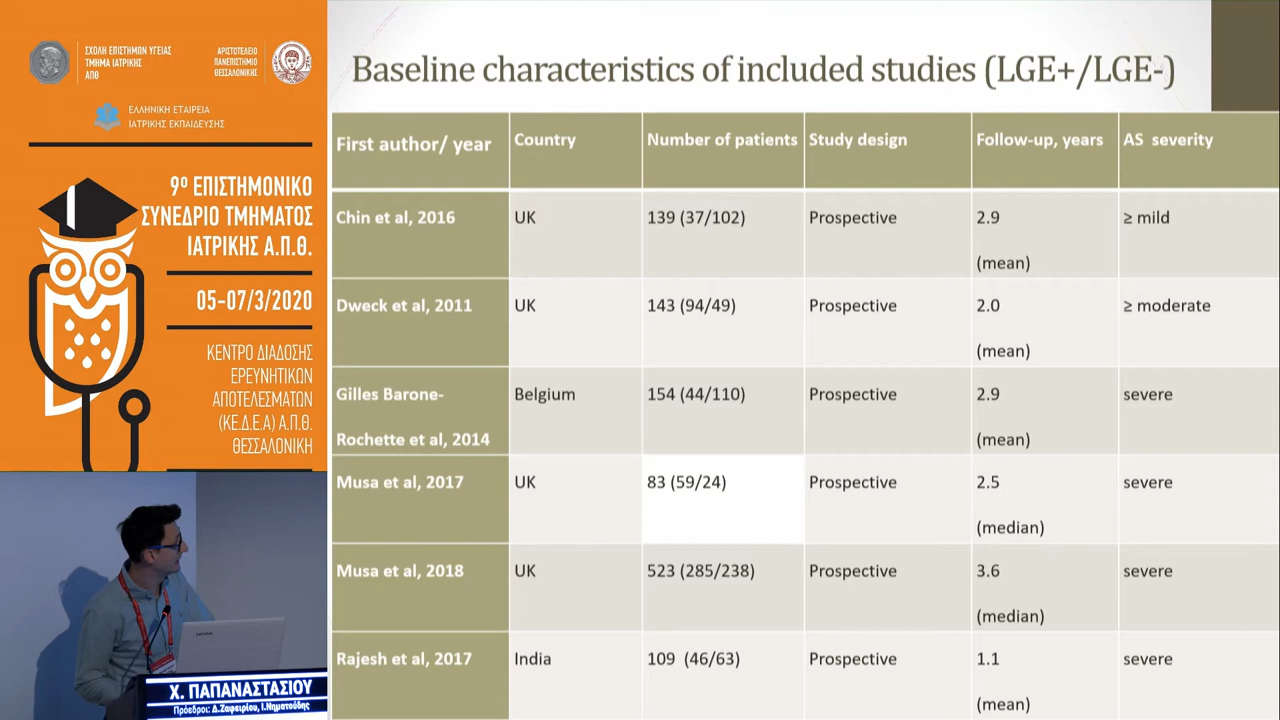 ΣΧΟΛΗ ΕΠΙΣΤΗΜΩΝ ΥΓΕΙΑΣ
ΤΜΗΜΑ ΙΑΤΡΙΚΗΣ
ΑΠΘ
ΑΡΙΣΤΟΤΕΛΕΙΟ
ΠΑΝΕΠΙΣΤΗΜΙΟ
ΘΕΣΣΑΛΟΝΙΚΗΣ
ΕΛΛΗΝΙΚΗ ΕΤΑΙΡΕΙΑ
ΙΑΤΡΙΚΗΣ ΕΚΠΑΙΔΕΥΣΗΣ
9ο ΕΠΙΣΤΗΜΟΝΙΚΟ
ΣΥΝΕΔΡΙΟ ΤΜΗΜΑΤΟΣ
ΙΑΤΡΙΚΗΣ Α.Π.Θ.
05-07/3/2020
ΚΕΝΤΡΟ ΔΙΑΔΟΣΗΣ
ΕΡΕΥΝΗΤΙΚΩΝ
ΑΠΟΤΕΛΕΣΜΑΤΩΝ
(ΚΕ.Δ.Ε.Α) Α.Π.Θ.
ΘΕΣΣΑΛΟΝΙΚΗ
Lenovo
Χ. ΠΑΠΑΝΑΣΤΑΣΙΟΥ
Πρόεδροι: Δ.Ζαφειρίου, Ι.Νηματούδης
Baseline characteristics of included studies (LGE+/LGE-)
First author/ year Country Number of patients Study design Follow-up, years AS severity
Chin et al, 2016 UK 139 (37/102) Prospective 2.9 ≥ mild
(mean)
Dweck et al, 2011 UK 143 (94/49) Prospective 2.0 ≥ moderate
(mean)
Gilles Barone- Belgium 154 (44/110) Prospective 2.9 severe
Rochette et al, 2014 (mean)
Musa et al, 2017 UK 83 (59/24) Prospective 2.5 severe
(median)
Musa et al, 2018 UK 523 (285/238) Prospective 3.6 severe
(median)
Rajesh et al, 2017 India 109 (46/63) Prospective 1.1 severe
(mean)